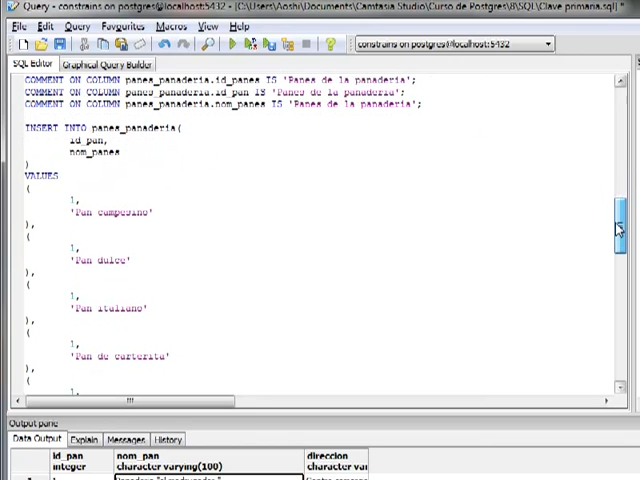 Query - constrains on postgres@localhost:5432 - [C:\Users\Aoshi\Documents\Camtasia Studio\Curso de Postgres\8\SQL\Clave primaria.sql] *
File Edit Query Favourites Macros View Help
constrains on postgres@localhost:5432
SQL Editor Graphical Query Builder
COMMENT ON COLUMN panes_panaderia.id_panes IS 'Panes de la panaderia';
COMMENT ON COLUMN panes_panaderia.id_pan IS 'Panes de la panaderia';
COMMENT ON COLUMN panes_panaderia.nom_panes IS 'Panes de la panaderia';
INSERT INTO panes_panaderia(
id_pan,
nom_panes
)
VALUES
(
1,
'Pan campesino'
),
(
1,
'Pan dulce'
),
(
1,
'Pan italiano'
),
(
1,
'Pan de carterita'
),
(
1,
Output pane
Data Output Explain Messages History
id_pan nom_pan direccion
integer character varying(100) character vai